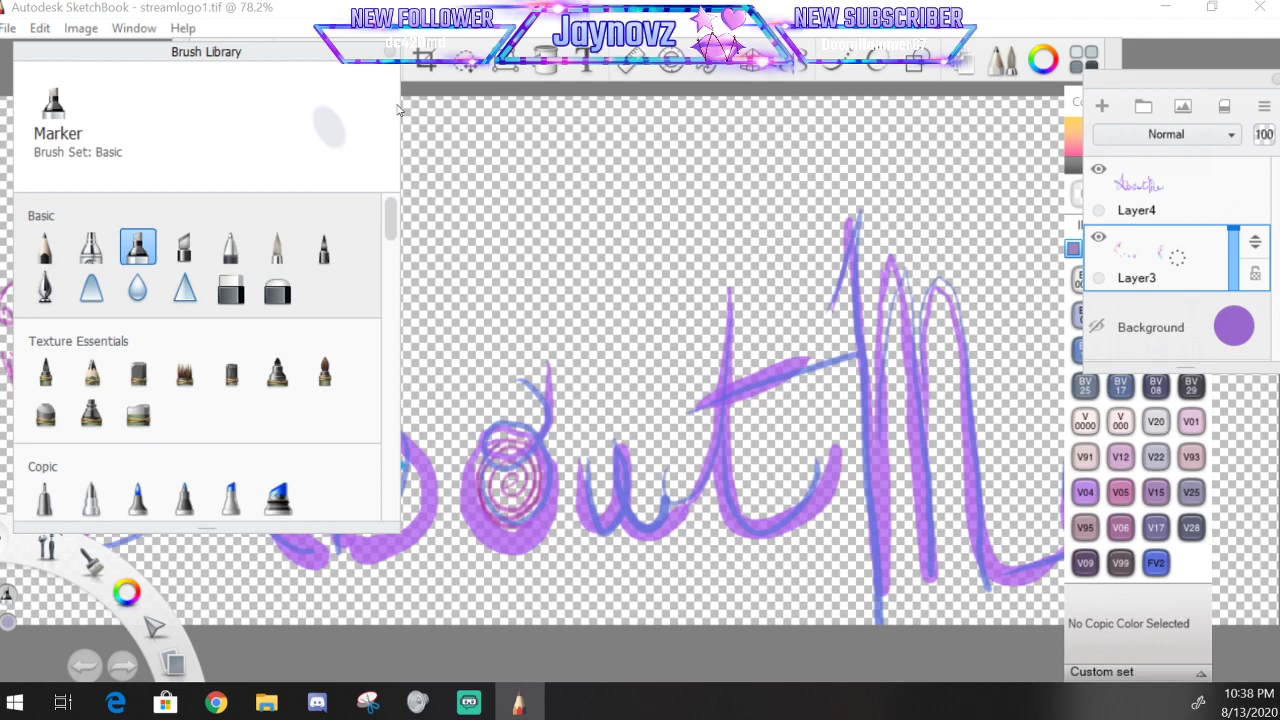 Autodesk SketchBook - streamlogo1.tif @ 78.2%
File Edit Image Window Help
NEW FOLLOWER
Jaynovz
NEW SUBSCRIBER
Brush Library
Marker
Brush Set: Basic
Basic
Texture Essentials
Copic
Normal
100
Layer4
Layer3
Background
BV 25 BV 17 BV 08 BV 29
V 0000 V 000 V20 V01
V91 V12 V22 V93
V04 V05 V15 V25
V95 V06 V17 V28
V09 V99 FV2
No Copic Color Selected
Custom set
10:38 PM
8/13/2020